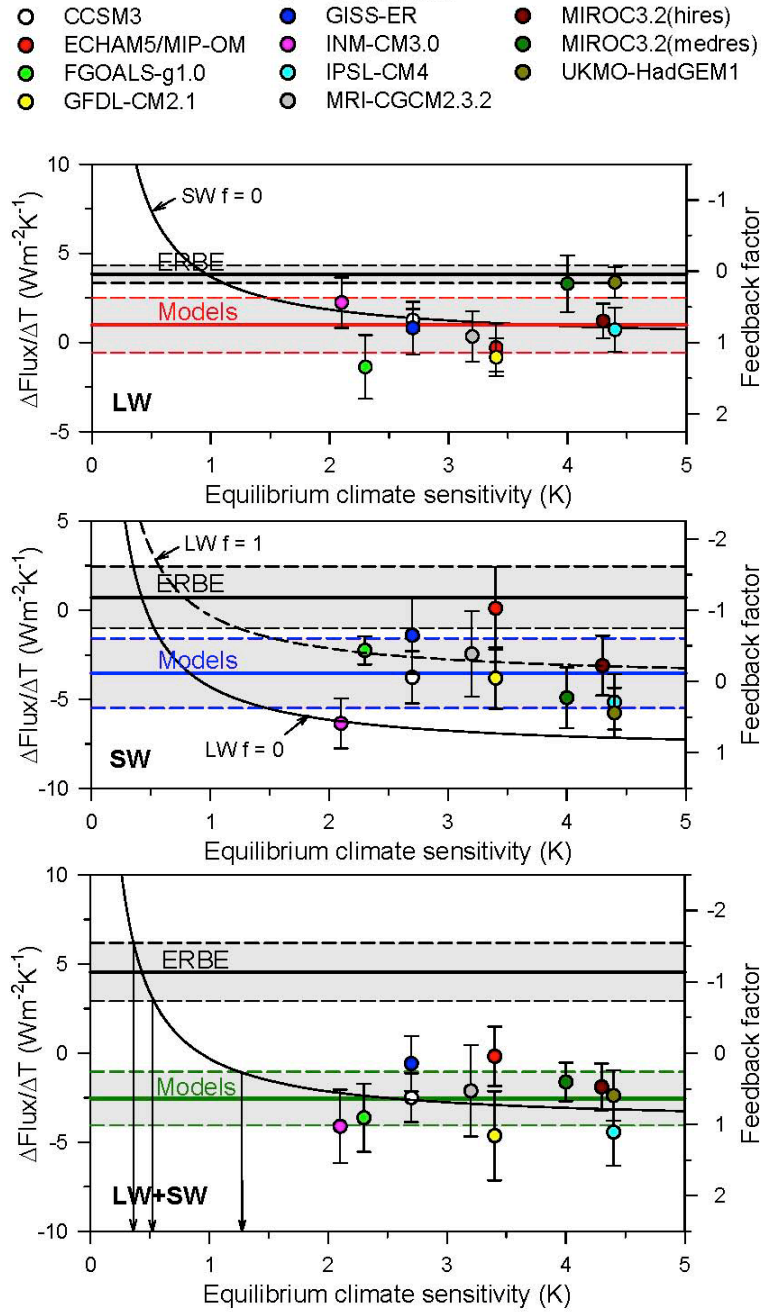 CCSM3 GISS-ER MIROC3.2(hires)
ECHAM5/MIP-OM INM-CM3.0 MIROC3.2(medres)
FGOALS-g1.0 IPSL-CM4 UKMO-HadGEM1
GFDL-CM2.1 MRI-CGCM2.3.2
ΔFlux/ΔT (Wm⁻²K⁻¹)
10
5
0
-5
SW f = 0
ERBE
Models
LW
-1
0
1
2
Feedback factor
0 1 2 3 4 5
Equilibrium climate sensitivity (K)
ΔFlux/ΔT (Wm⁻²K⁻¹)
5
0
-5
-10
LW f = 1
ERBE
Models
LW f = 0
SW
-2
-1
0
1
Feedback factor
0 1 2 3 4 5
Equilibrium climate sensitivity (K)
ΔFlux/ΔT (Wm⁻²K⁻¹)
10
5
0
-5
-10
ERBE
Models
LW+SW
-2
-1
0
1
2
Feedback factor
0 1 2 3 4 5
Equilibrium climate sensitivity (K)